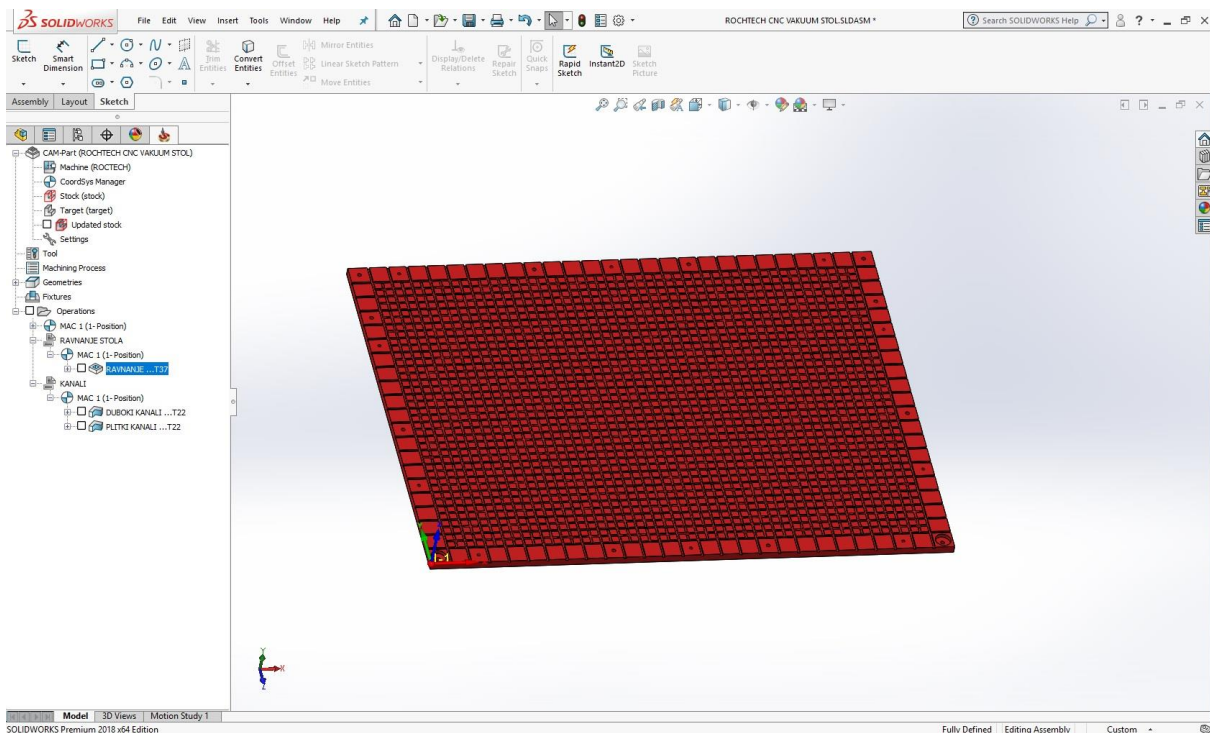 SOLIDWORKS File Edit View Insert Tools Window Help ROCHTECH CNC VAKUUM STOL.SLDASM * Search SOLIDWORKS Help ?
Sketch Smart Dimension Trim Entities Convert Entities Offset Entities Mirror Entities Linear Sketch Pattern Move Entities Display/Delete Relations Repair Sketch Quick Snaps Rapid Sketch Instant2D Sketch Picture
Assembly Layout Sketch
CAM-Part (ROCHTECH CNC VAKUUM STOL)
Machine (ROCTECH)
CoordSys Manager
Stock (stock)
Target (target)
Updated stock
Settings
Tool
Machining Process
Geometries
Fixtures
Operations
MAC 1 (1- Position)
RAVNANJE STOLA
MAC 1 (1- Position)
RAVNANJE ...T37
KANALI
MAC 1 (1- Position)
DUBOKI KANALI ...T22
PLITKI KANALI ...T22
Y
X
Z
Model 3D Views Motion Study 1
SOLIDWORKS Premium 2018 x64 Edition Fully Defined Editing Assembly Custom